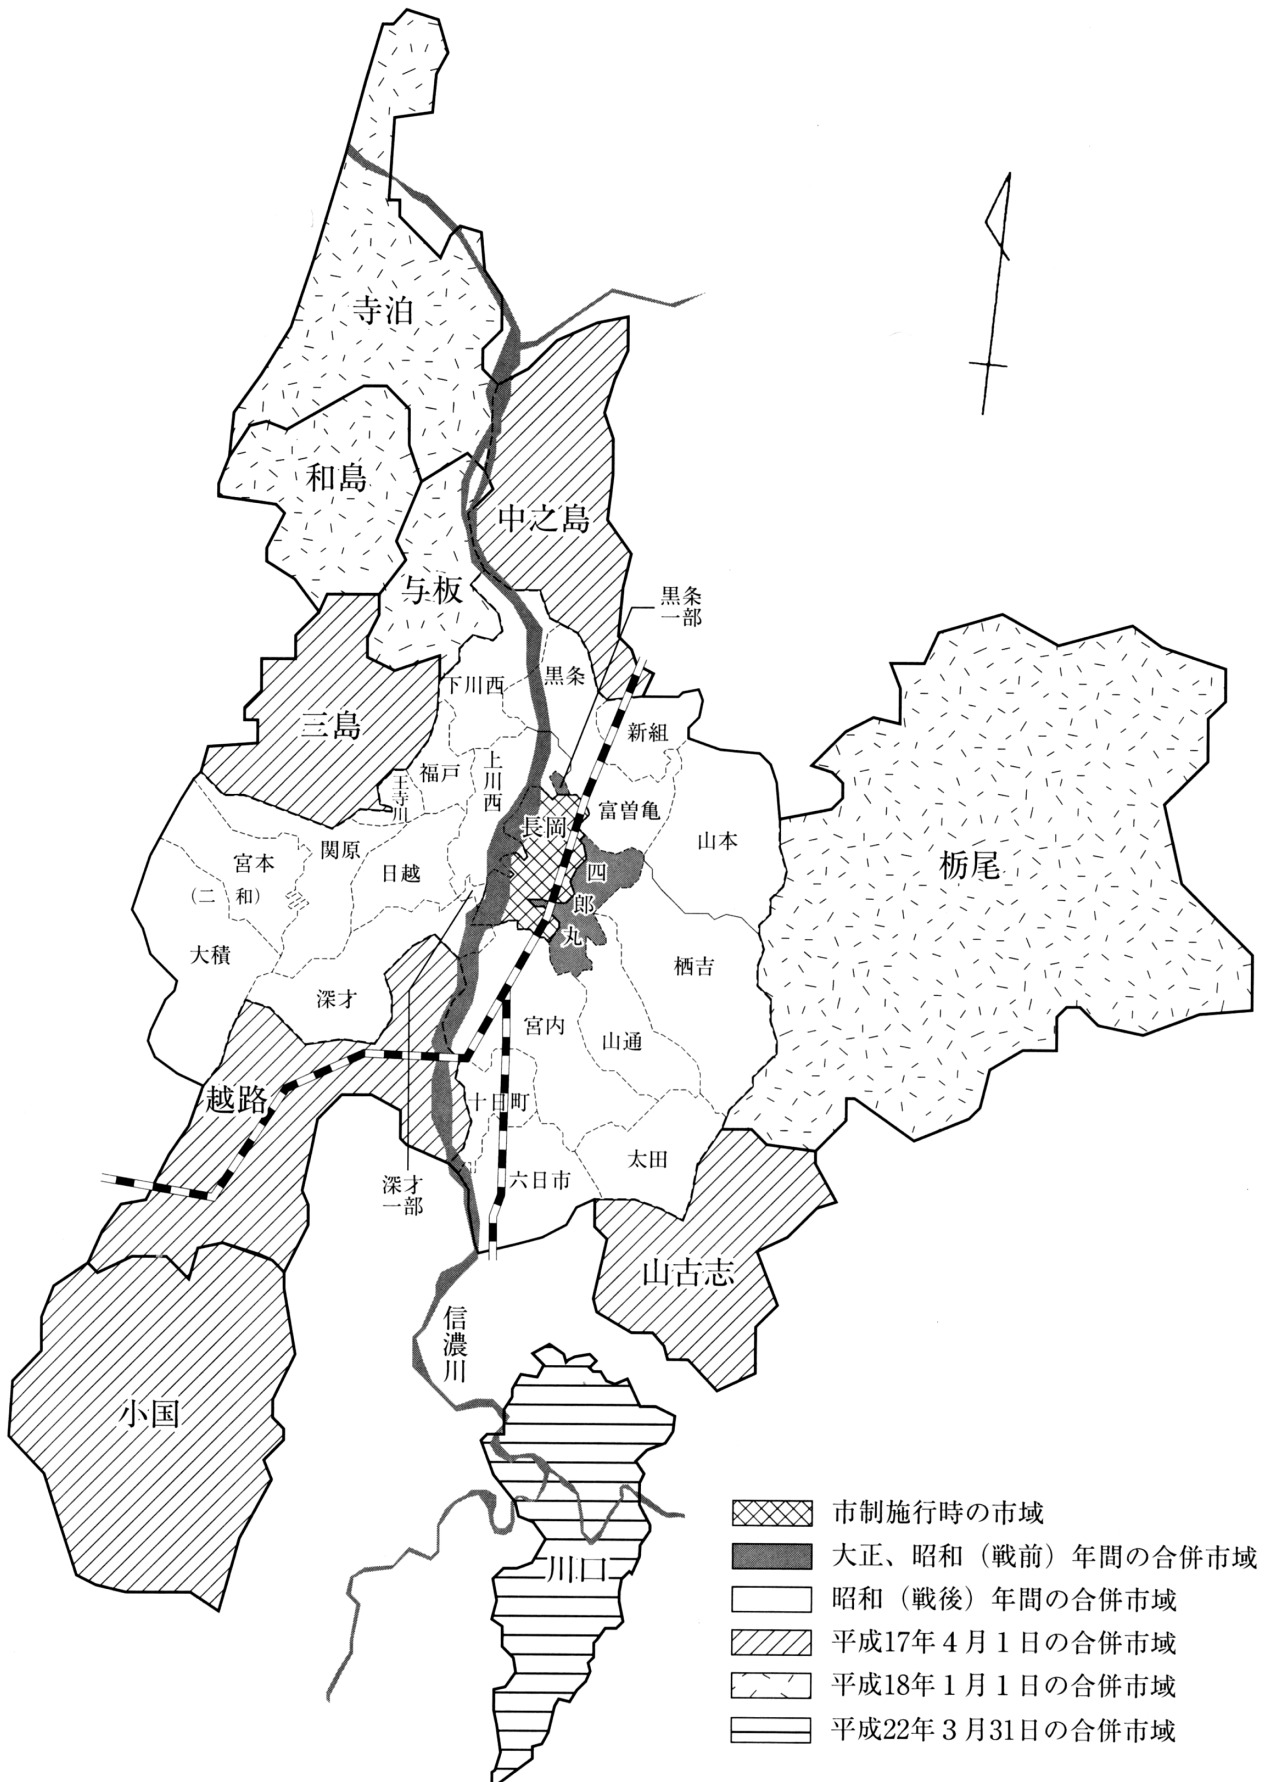 寺泊
和島
中之島
与板
黒条
一部
下川西
黒条
三島
新組
福戸
上川西
王寺川
長岡
富曽亀
山本
宮本
関原
日越
四郎丸
栃尾
(二和)
大積
栖吉
深才
宮内
山通
越路
十日町
太田
深才
一部
六日市
山古志
信濃川
小国
川口
市制施行時の市域
大正、昭和（戦前）年間の合併市域
昭和（戦後）年間の合併市域
平成17年４月１日の合併市域
平成18年１月１日の合併市域
平成22年３月31日の合併市域